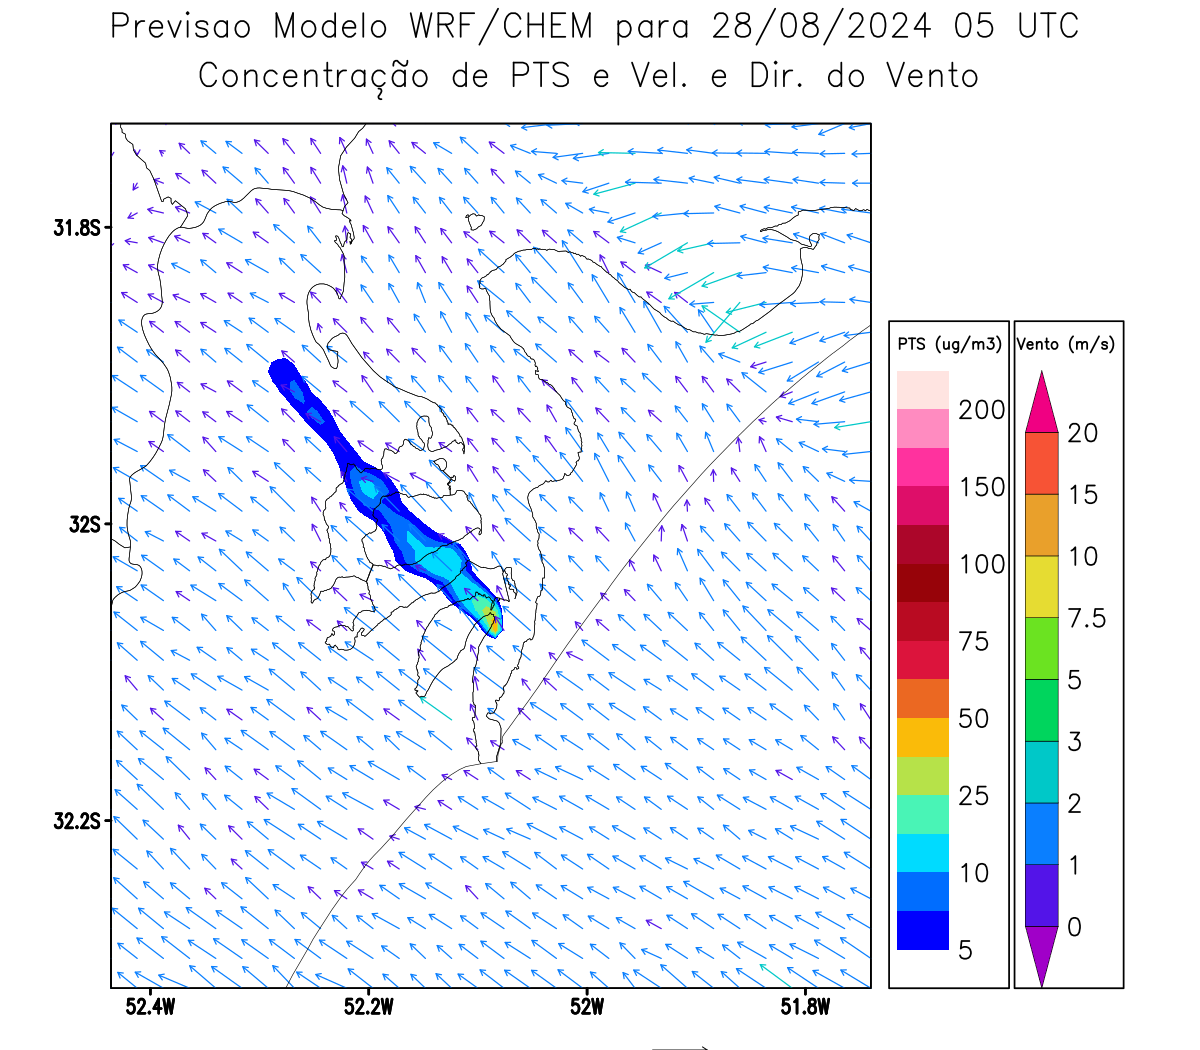 Previsao Modelo WRF/CHEM para 28/08/2024 05 UTC
Concentração de PTS e Vel. e Dir. do Vento
31.8S
32S
32.2S
52.4W 52.2W 52W 51.8W
PTS (ug/m3)
200
150
100
75
50
25
10
5
Vento (m/s)
20
15
10
7.5
5
3
2
1
0